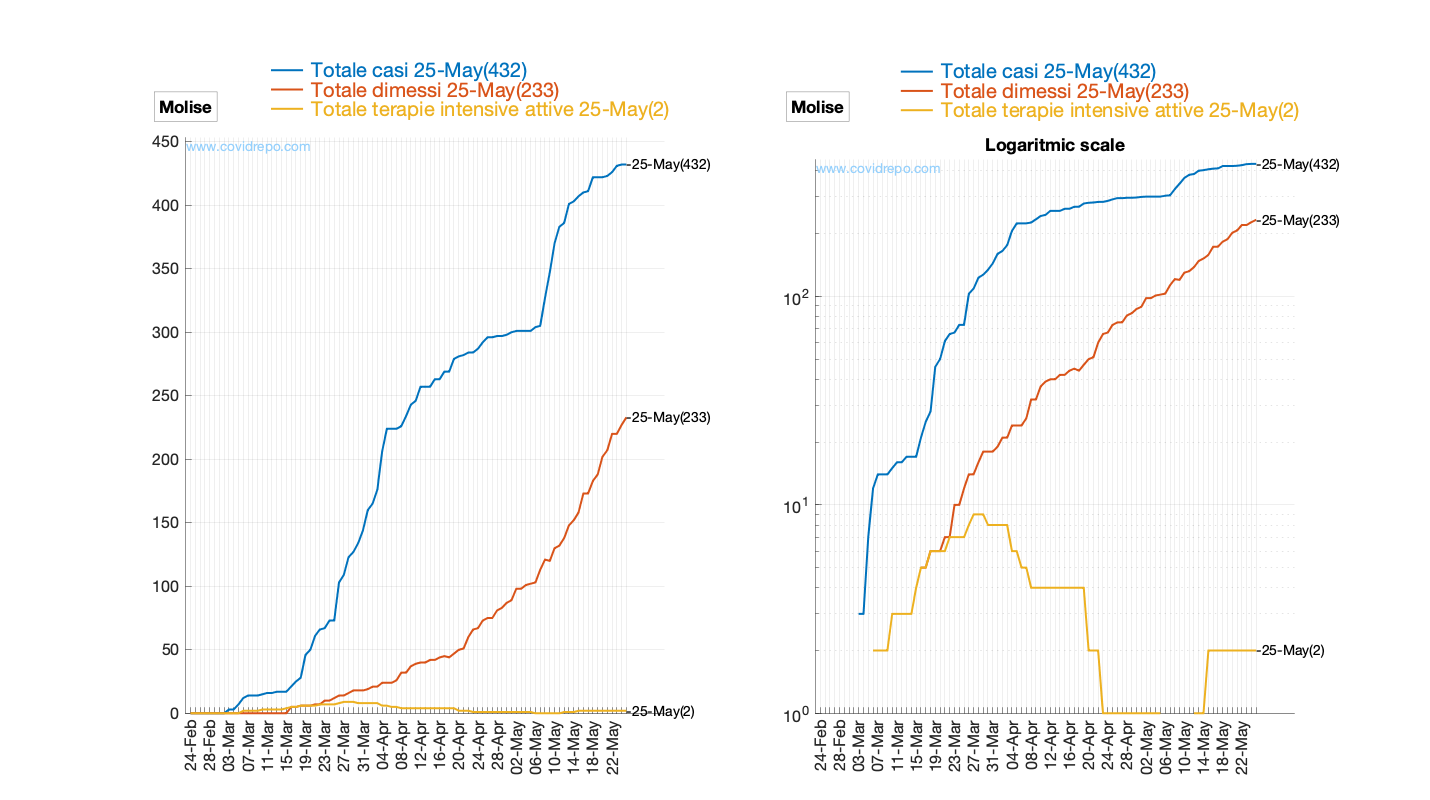 Totale casi 25-May(432)
Totale dimessi 25-May(233)
Totale terapie intensive attive 25-May(2)
Molise
www.covidrepo.com
450
400
350
300
250
200
150
100
50
0
25-May(432)
25-May(233)
25-May(2)
24-Feb
28-Feb
03-Mar
07-Mar
11-Mar
15-Mar
19-Mar
23-Mar
27-Mar
31-Mar
04-Apr
08-Apr
12-Apr
16-Apr
20-Apr
24-Apr
28-Apr
02-May
06-May
10-May
14-May
18-May
22-May
Totale casi 25-May(432)
Totale dimessi 25-May(233)
Totale terapie intensive attive 25-May(2)
Molise
Logaritmic scale
www.covidrepo.com
10^2
10^1
10^0
25-May(432)
25-May(233)
25-May(2)
24-Feb
28-Feb
03-Mar
07-Mar
11-Mar
15-Mar
19-Mar
23-Mar
27-Mar
31-Mar
04-Apr
08-Apr
12-Apr
16-Apr
20-Apr
24-Apr
28-Apr
02-May
06-May
10-May
14-May
18-May
22-May